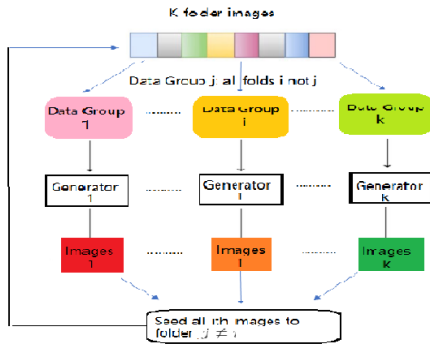 K folder images
Data Group j: all folds i not j
Data Group
1
Data Group
i
Data Group
k
Generator
1
Generator
Generator
k
Images
1
Images
Images
k
Seed all ith images to
folder j, j ≠ i